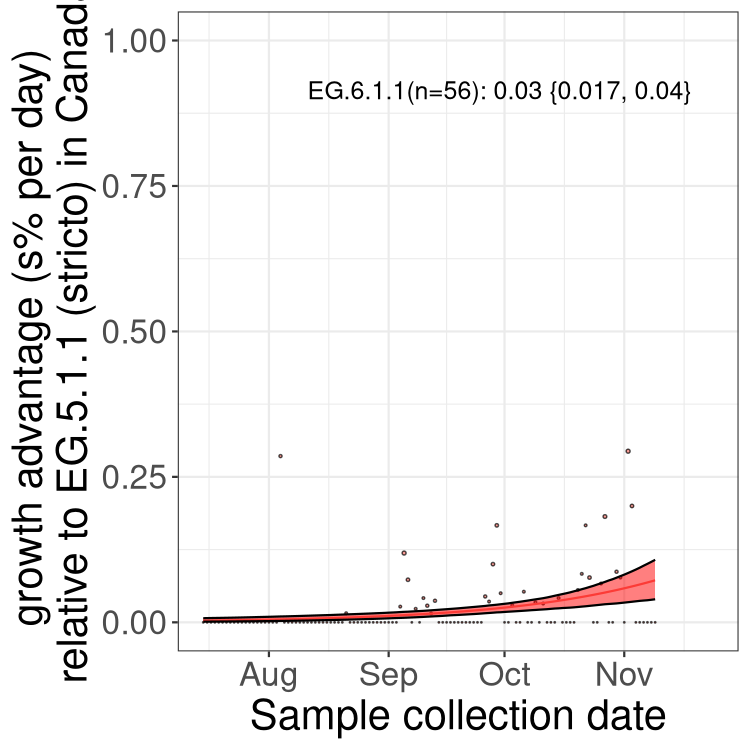 growth advantage (s% per day)
relative to EG.5.1.1 (stricto) in Canada
1.00
0.75
0.50
0.25
0.00
EG.6.1.1(n=56): 0.03 {0.017, 0.04}
Aug Sep Oct Nov
Sample collection date